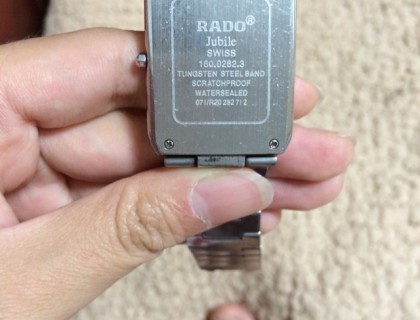 RADO®
Jubile
SWISS
160.0282.3
TUNGSTEN STEEL BAND
SCRATCHPROOF
WATERSEALED